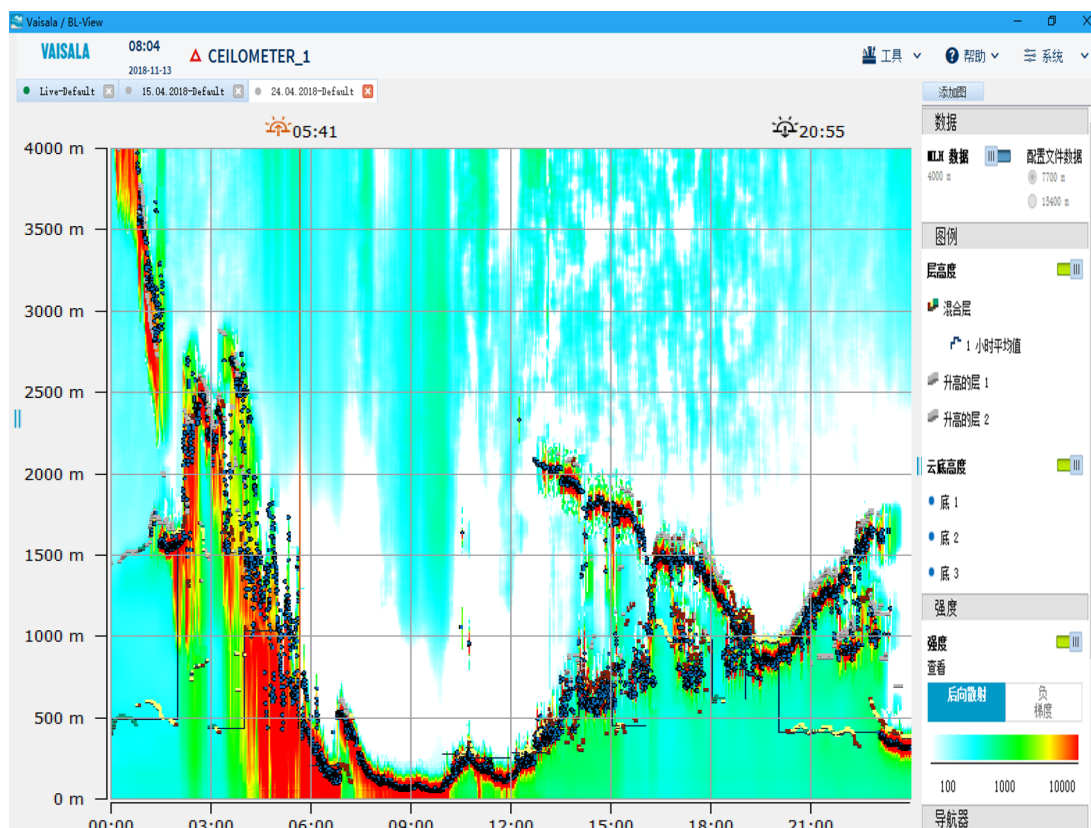 Vaisala / BL-View
VAISALA
08:04
2018-11-13
CEILOMETER_1
工具
帮助
系统
Live-Default
15.04.2018-Default
24.04.2018-Default
添加图
05:41
20:55
4000 m
3500 m
3000 m
2500 m
2000 m
1500 m
1000 m
500 m
0 m
00:00 03:00 06:00 09:00 12:00 15:00 18:00 21:00
数据
MLH 数据
4000 m
配置文件数据
7700 m
15400 m
图例
层高度
混合层
1 小时平均值
升高的层 1
升高的层 2
云底高度
底 1
底 2
底 3
强度
强度
查看
后向散射
负
梯度
100 1000 10000
导航器